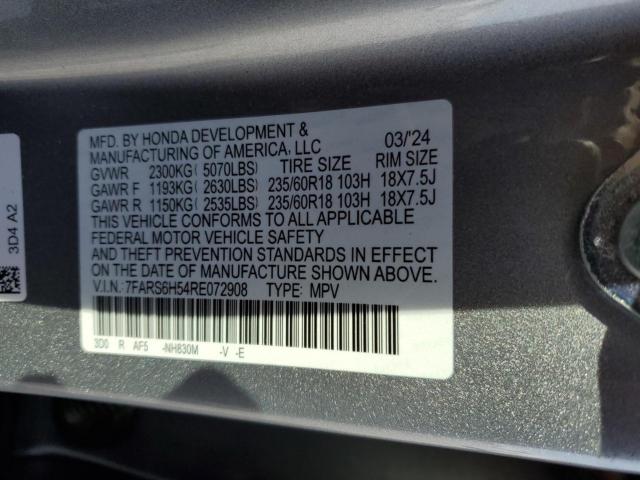 MFD. BY HONDA DEVELOPMENT &
MANUFACTURING OF AMERICA, LLC 03/'24
GVWR 2300KG( 5070LBS) TIRE SIZE RIM SIZE
GAWR F 1193KG( 2630LBS) 235/60R18 103H 18X7.5J
GAWR R 1150KG( 2535LBS) 235/60R18 103H 18X7.5J
THIS VEHICLE CONFORMS TO ALL APPLICABLE
FEDERAL MOTOR VEHICLE SAFETY
AND THEFT PREVENTION STANDARDS IN EFFECT
ON THE DATE OF MANUFACTURE SHOWN ABOVE.
V.I.N.:7FARS6H54RE072908 TYPE: MPV
3D0 R AF5 -NH830M -V -E
3D4 A2